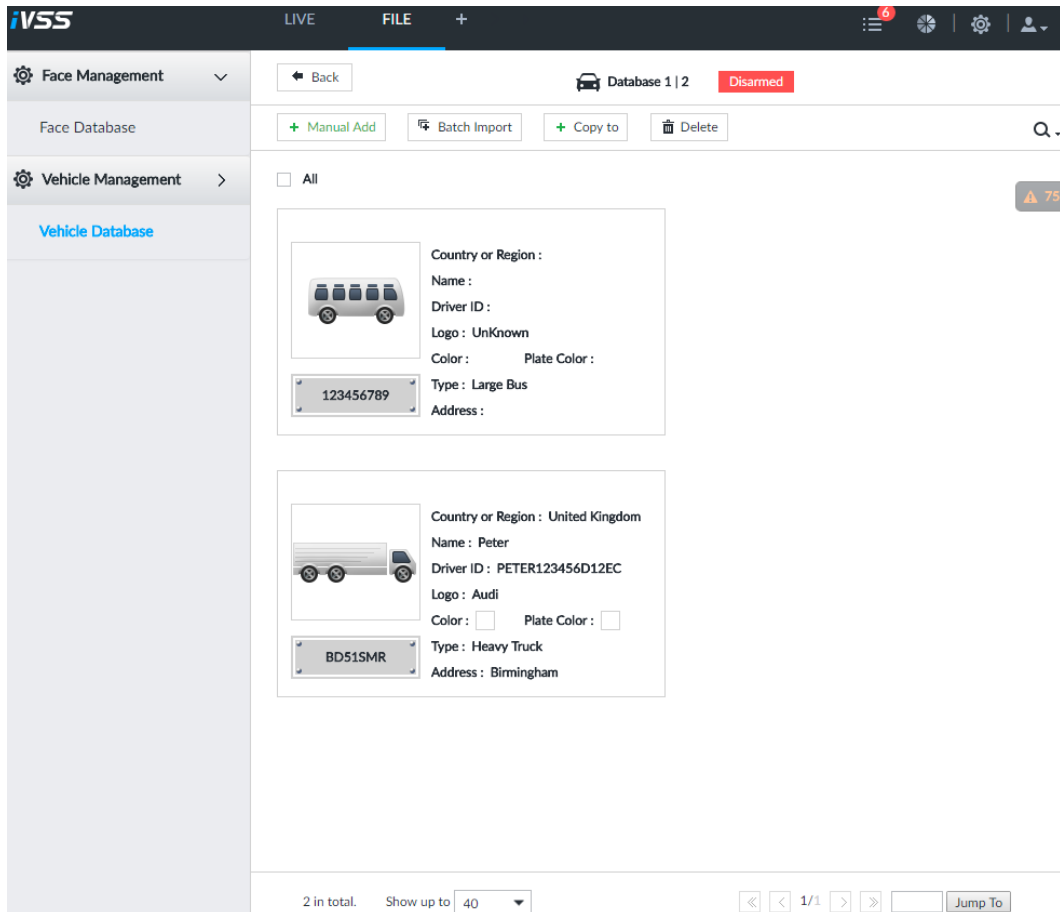 iVSS LIVE FILE + 6
Face Management
Face Database
Vehicle Management
Vehicle Database
Back Database 1 | 2 Disarmed
+ Manual Add Batch Import + Copy to Delete
All
75
Country or Region :
Name :
Driver ID :
Logo : UnKnown
Color : Plate Color :
Type : Large Bus
Address :
123456789
Country or Region : United Kingdom
Name : Peter
Driver ID : PETER123456D12EC
Logo : Audi
Color : Plate Color :
Type : Heavy Truck
Address : Birmingham
BD51SMR
2 in total. Show up to 40 1/1 Jump To